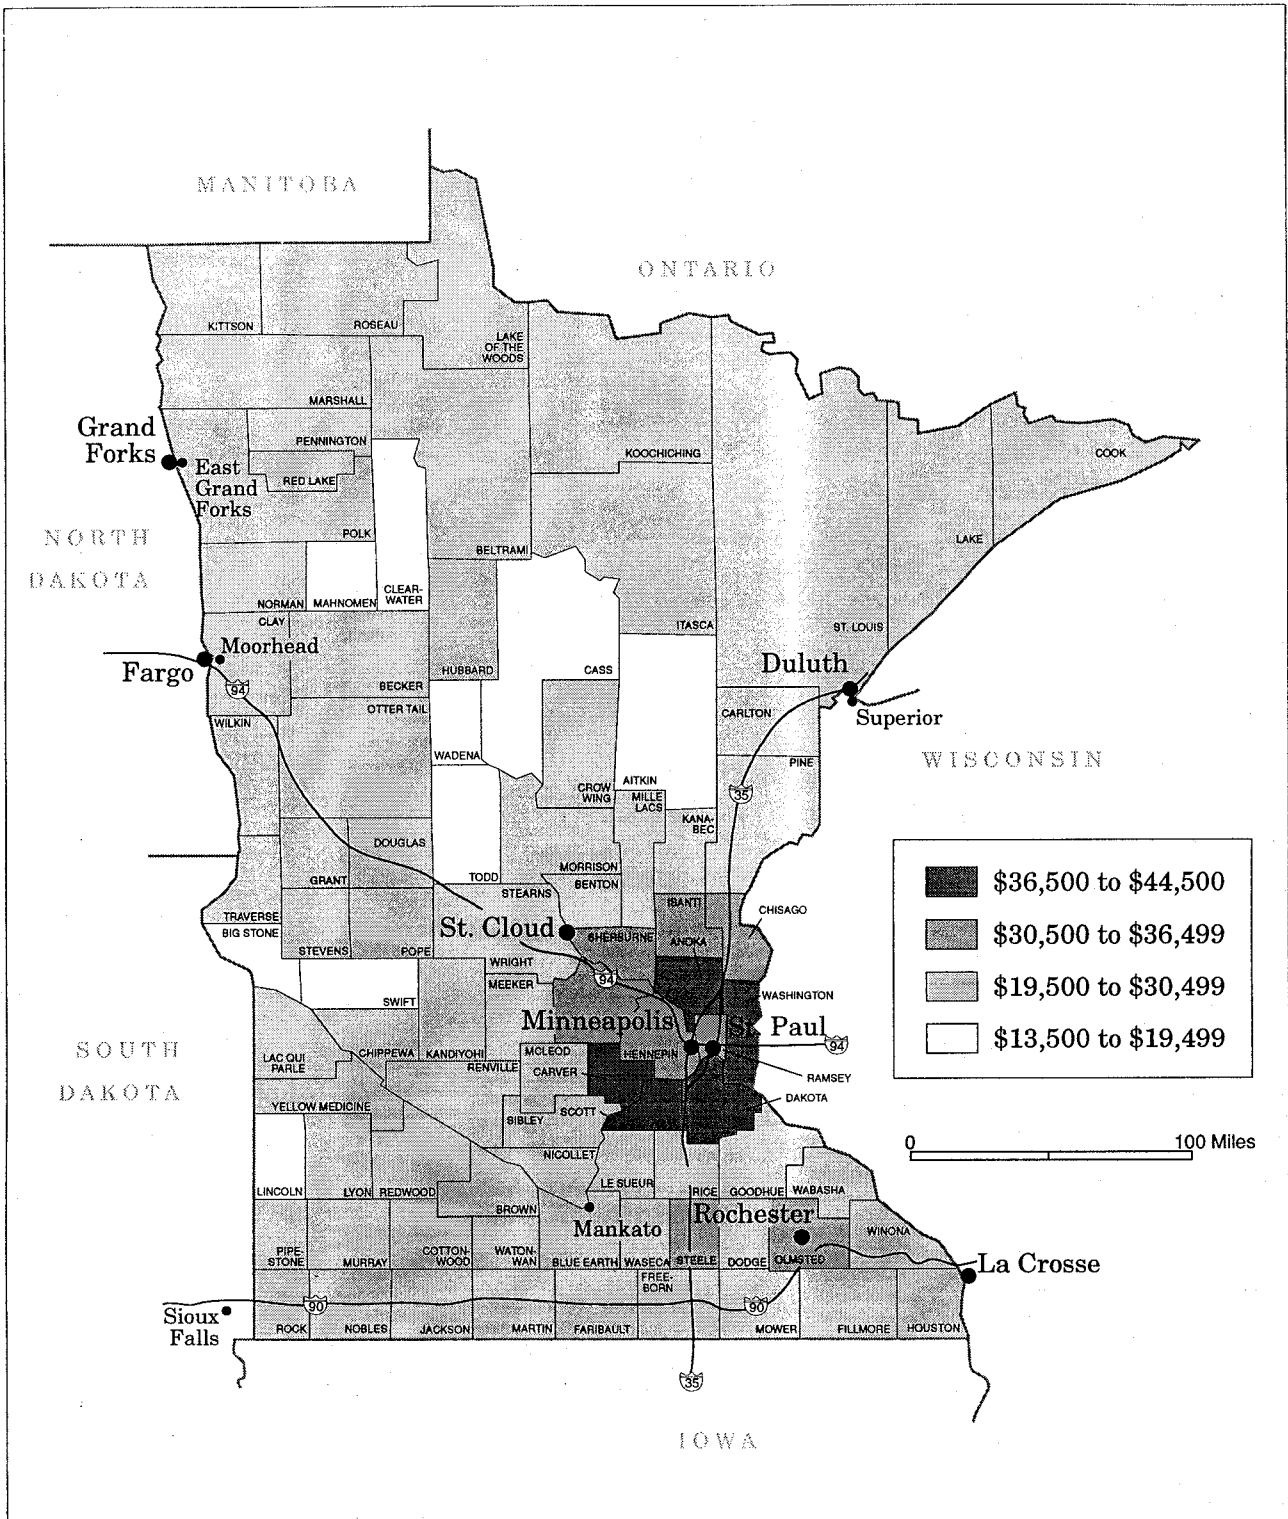 MANITOBA
ONTARIO
KITTSON
ROSEAU
LAKE
OF THE
WOODS
MARSHALL
Grand
Forks
PENNINGTON
KOOCHICHING
COOK
East
Grand
Forks
RED LAKE
NORTH
DAKOTA
POLK
BELTRAMI
LAKE
NORMAN
MAHNOMEN
CLEAR-
WATER
CLAY
ITASCA
ST. LOUIS
Moorhead
Fargo
HUBBARD
CASS
Duluth
94
BECKER
OTTER TAIL
WILKIN
CARLTON
Superior
WADENA
PINE
WISCONSIN
CROW
WING
AITKIN
MILLE
LACS
35
KANA-
BEC
DOUGLAS
MORRISON
GRANT
TODD
STEARNS
BENTON
$36,500 to $44,500
ISANTI
CHISAGO
TRAVERSE
BIG STONE
St. Cloud
$30,500 to $36,499
SHERBURNE
ANOKA
STEVENS
POPE
WRIGHT
MEEKER
94
$19,500 to $30,499
SWIFT
WASHINGTON
Minneapolis
St. Paul
$13,500 to $19,499
SOUTH
DAKOTA
LAC QUI
PARLE
CHIPPEWA
KANDIYOHI
RENVILLE
MCLEOD
CARVER
HENNEPIN
94
RAMSEY
YELLOW MEDICINE
SIBLEY
SCOTT
DAKOTA
0
100 Miles
NICOLLET
LE SUEUR
LINCOLN
LYON
REDWOOD
RICE
GOODHUE
WABASHA
BROWN
Mankato
Rochester
WINONA
PIPE-
STONE
MURRAY
COTTON-
WOOD
WATON-
WAN
BLUE EARTH
WASECA
STEELE
DODGE
OLMSTED
La Crosse
FREE-
BORN
90
90
Sioux
Falls
ROCK
NOBLES
JACKSON
MARTIN
FARIBAULT
MOWER
FILLMORE
HOUSTON
35
IOWA